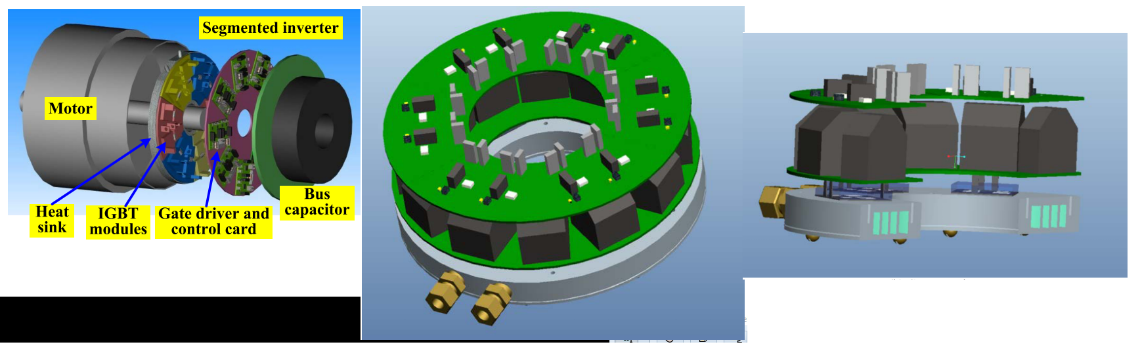 Segmented inverter
Motor
Heat
sink
IGBT
modules
Gate driver and
control card
Bus
capacitor